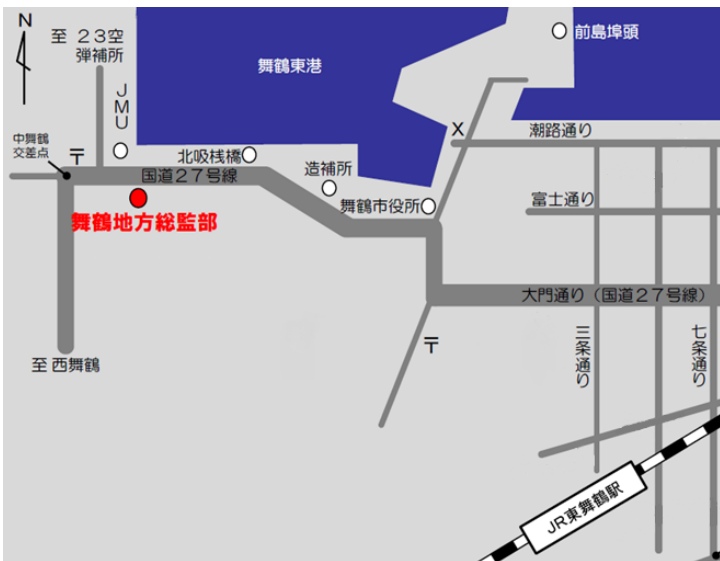 N
至 ２３空
弾補所
ＪＭＵ
舞鶴東港
前島埠頭
中舞鶴
交差点
〒
北吸桟橋
造補所
X
潮路通り
国道２７号線
舞鶴地方総監部
舞鶴市役所
富士通り
大門通り（国道２７号線）
至 西舞鶴
〒
三条通り
七条通り
JR東舞鶴駅